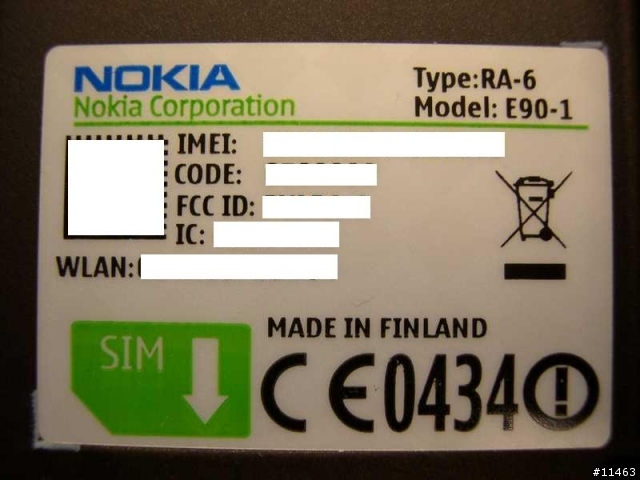 NOKIA
Nokia Corporation
Type:RA-6
Model: E90-1
IMEI:
CODE:
FCC ID:
IC:
WLAN:
SIM
MADE IN FINLAND
CE0434
#11463